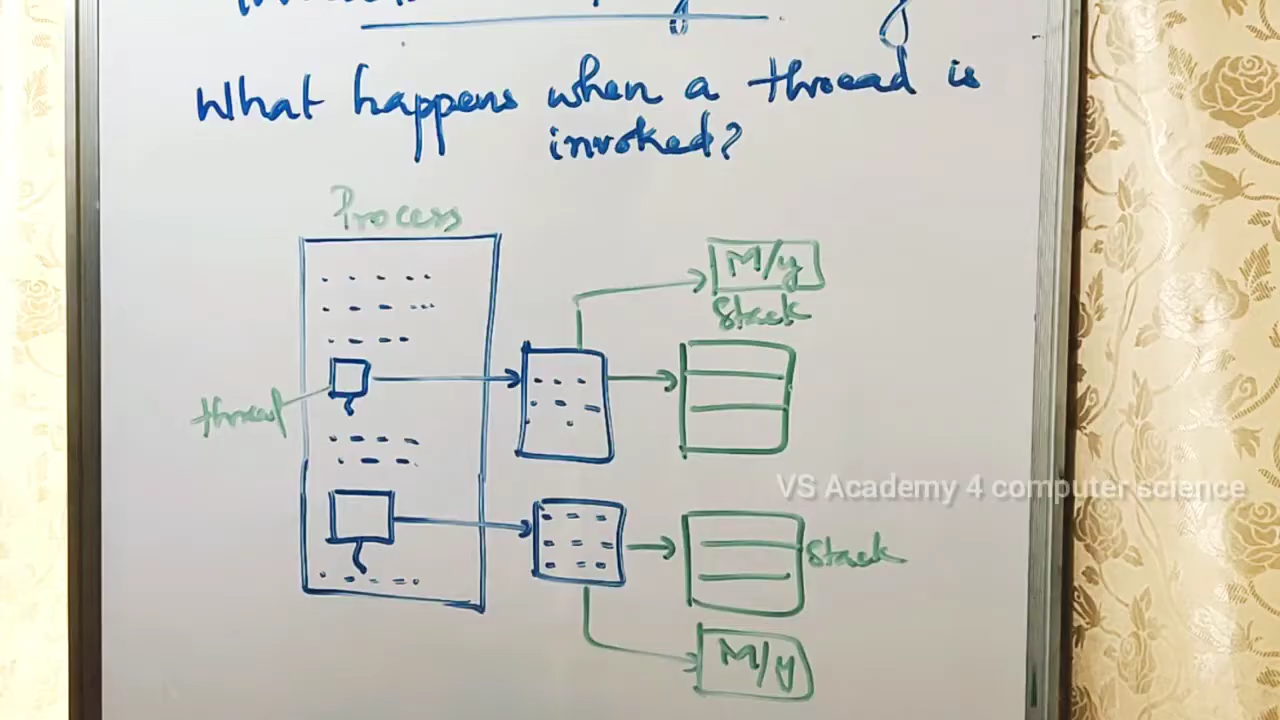 What happens when a thread is
invoked?
Process
M/y
Stack
thread
VS Academy 4 computer science
Stack
M/y